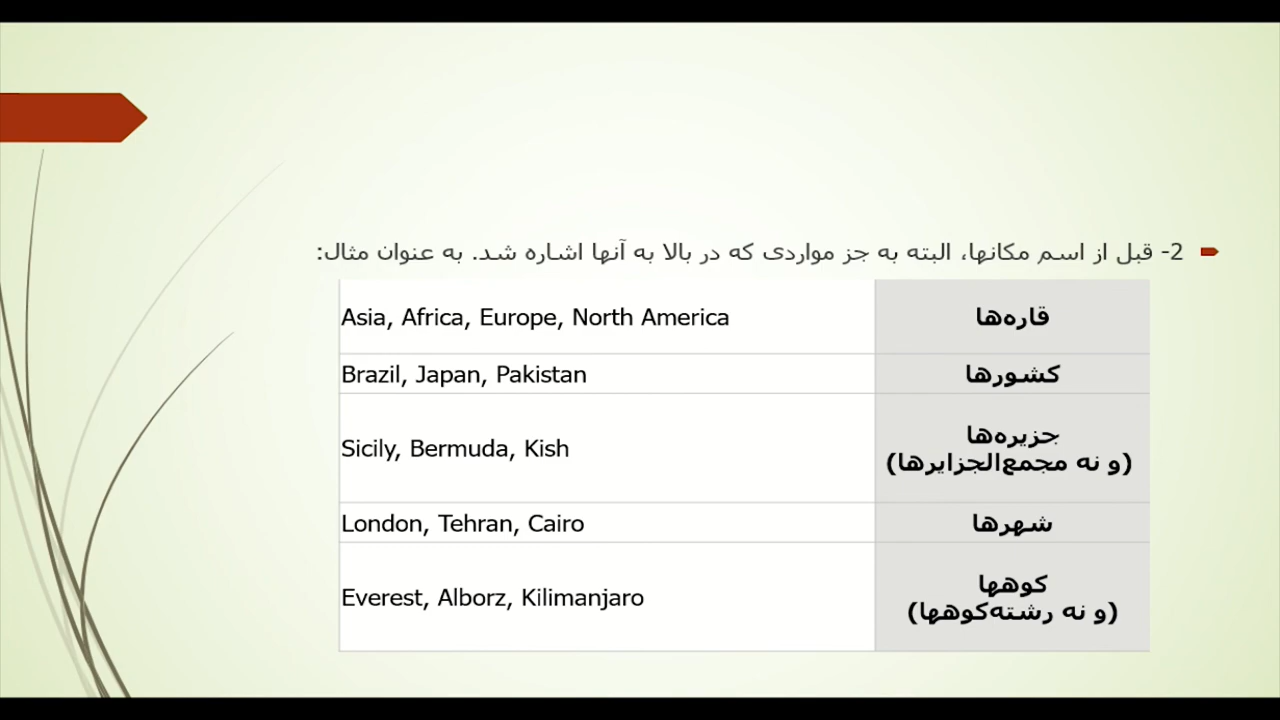 2- قبل از اسم مکانها، البته به جز مواردی که در بالا به آنها اشاره شد. به عنوان مثال:
قاره‌ها
Asia, Africa, Europe, North America
کشورها
Brazil, Japan, Pakistan
جزیره‌ها
(و نه مجمع‌الجزایرها)
Sicily, Bermuda, Kish
شهرها
London, Tehran, Cairo
کوهها
(و نه رشته‌کوهها)
Everest, Alborz, Kilimanjaro